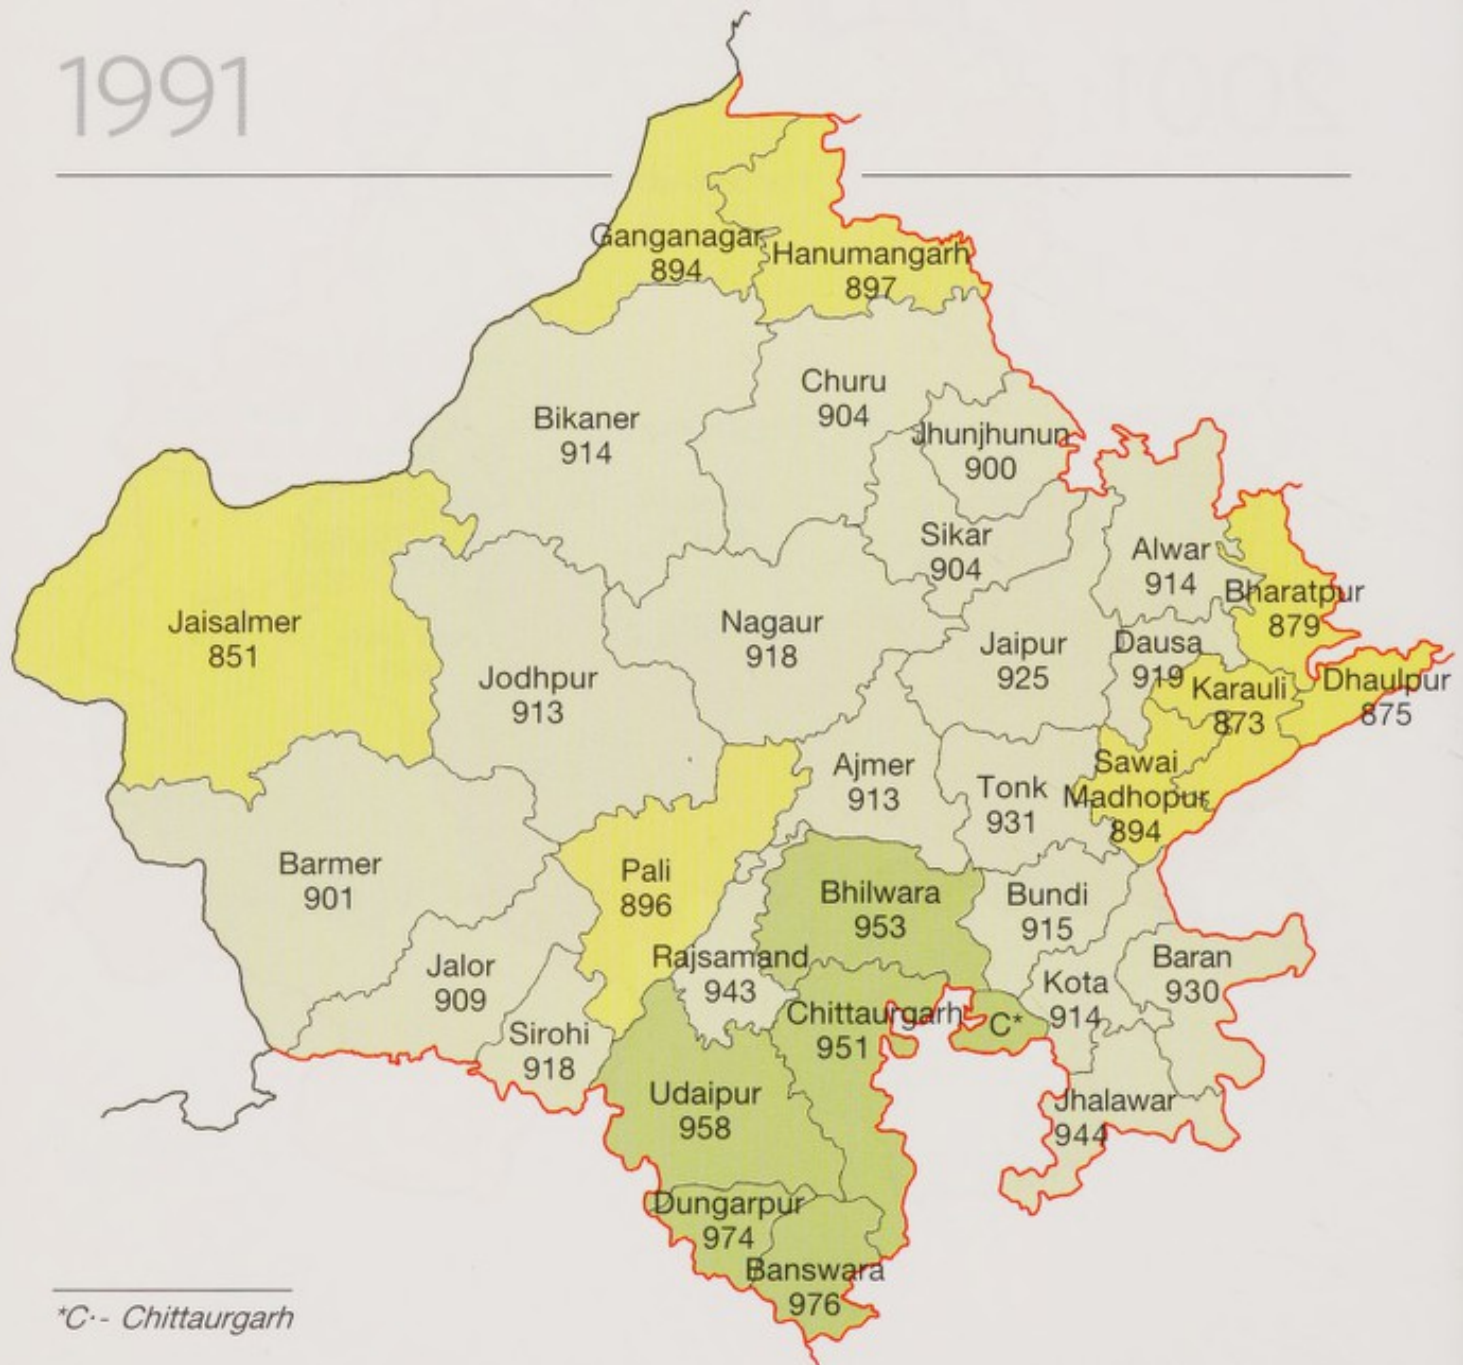 1991
Ganganagar
894
Hanumangarh
897
Churu
904
Bikaner
914
Jhunjhunun
900
Sikar
904
Alwar
914
Bharatpur
879
Jaisalmer
851
Nagaur
918
Jaipur
925
Dausa
919
Karauli
873
Dhaulpur
875
Jodhpur
913
Ajmer
913
Tonk
931
Sawai
Madhopur
894
Barmer
901
Pali
896
Bhilwara
953
Bundi
915
Baran
930
Jalor
909
Rajsamand
943
Kota
914
Chittaurgarh
951
C*
Sirohi
918
Udaipur
958
Jhalawar
944
Dungarpur
974
Banswara
976
*C·- Chittaurgarh